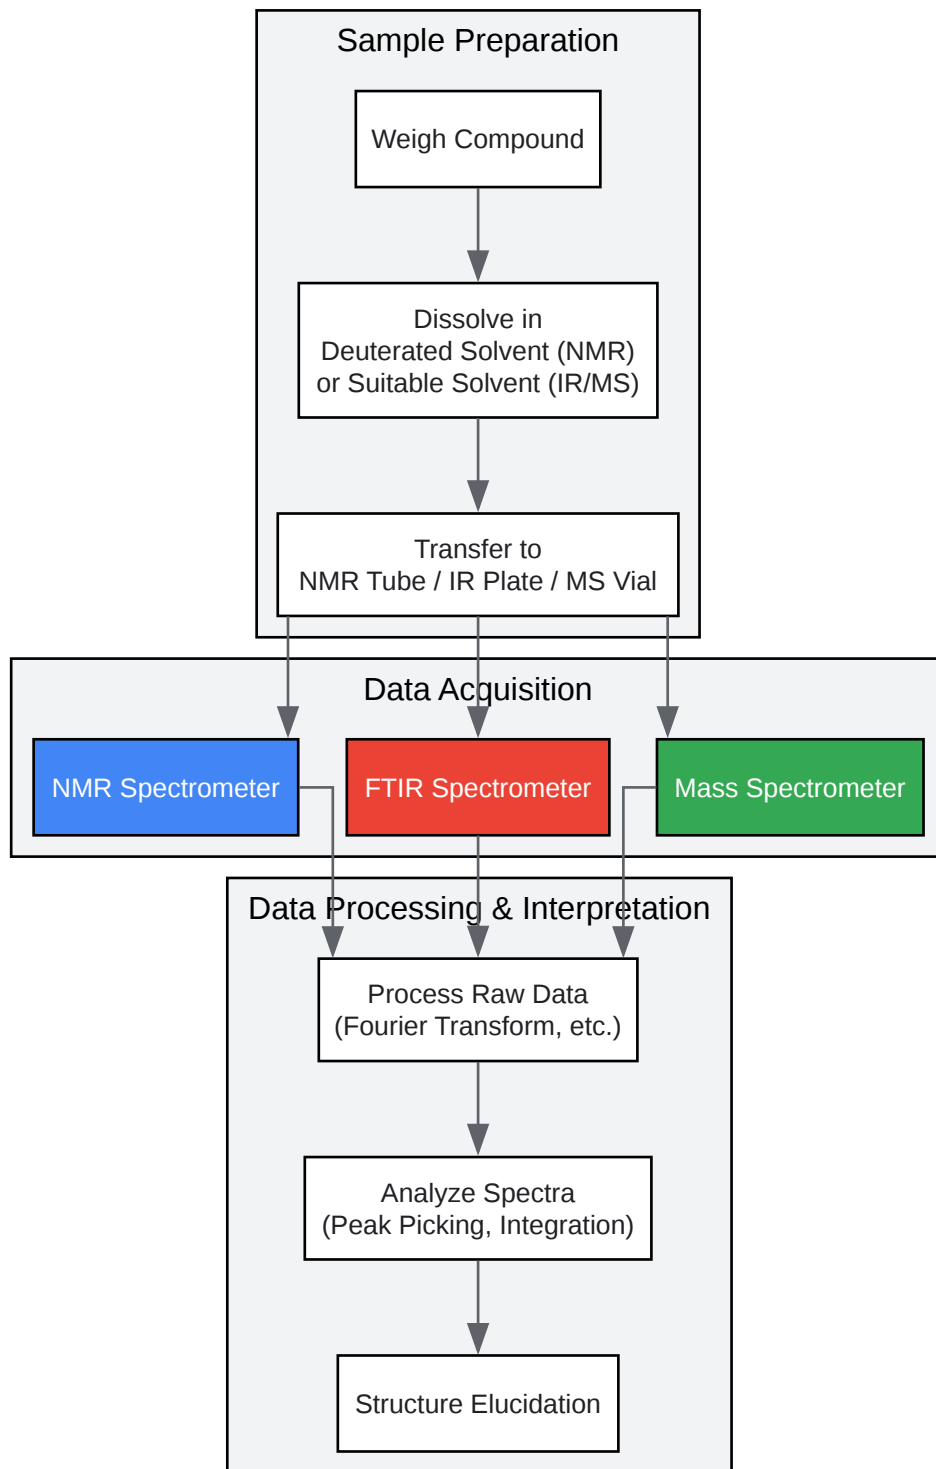 Sample Preparation
Weigh Compound
Dissolve in
Deuterated Solvent (NMR)
or Suitable Solvent (IR/MS)
Transfer to
NMR Tube / IR Plate / MS Vial
Data Acquisition
NMR Spectrometer
FTIR Spectrometer
Mass Spectrometer
Data Processing & Interpretation
Process Raw Data
(Fourier Transform, etc.)
Analyze Spectra
(Peak Picking, Integration)
Structure Elucidation